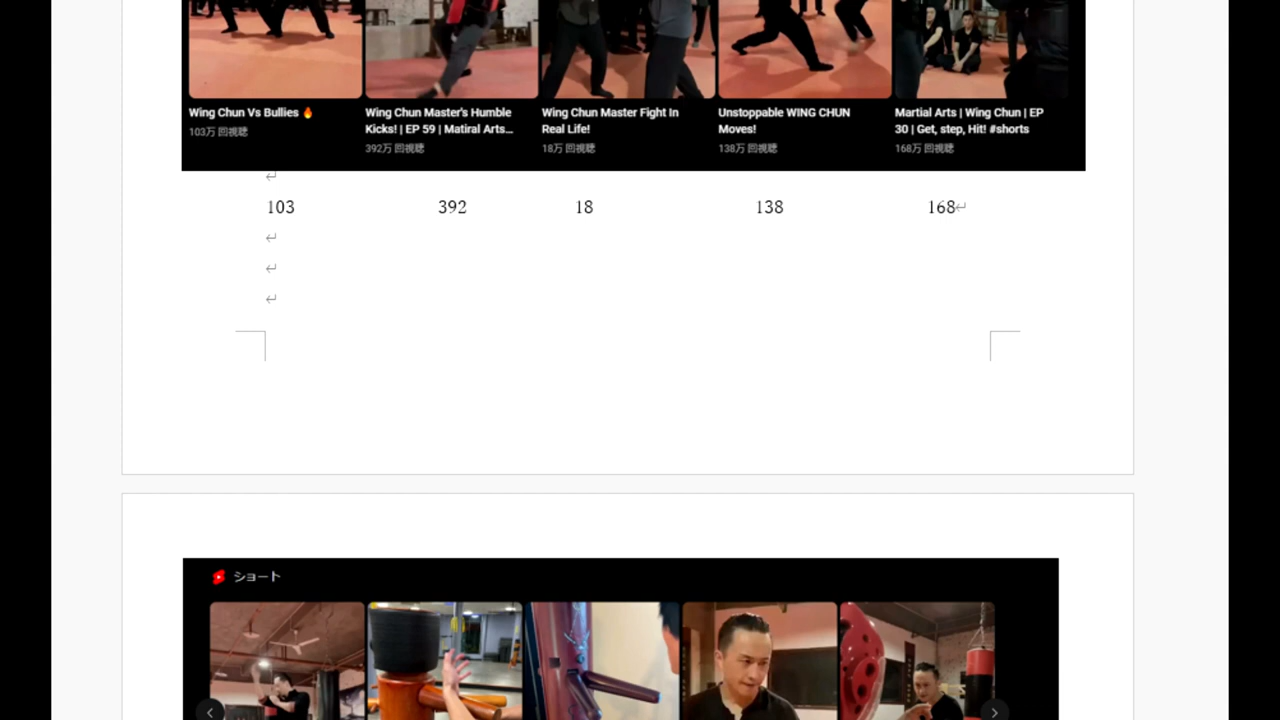 Wing Chun Vs Bullies 🔥
103万 回視聴
Wing Chun Master's Humble
Kicks! | EP 59 | Matiral Arts...
392万 回視聴
Wing Chun Master Fight In
Real Life!
18万 回視聴
Unstoppable WING CHUN
Moves!
138万 回視聴
Martial Arts | Wing Chun | EP
30 | Get, step, Hit! #shorts
168万 回視聴
103 392 18 138 168
ショート